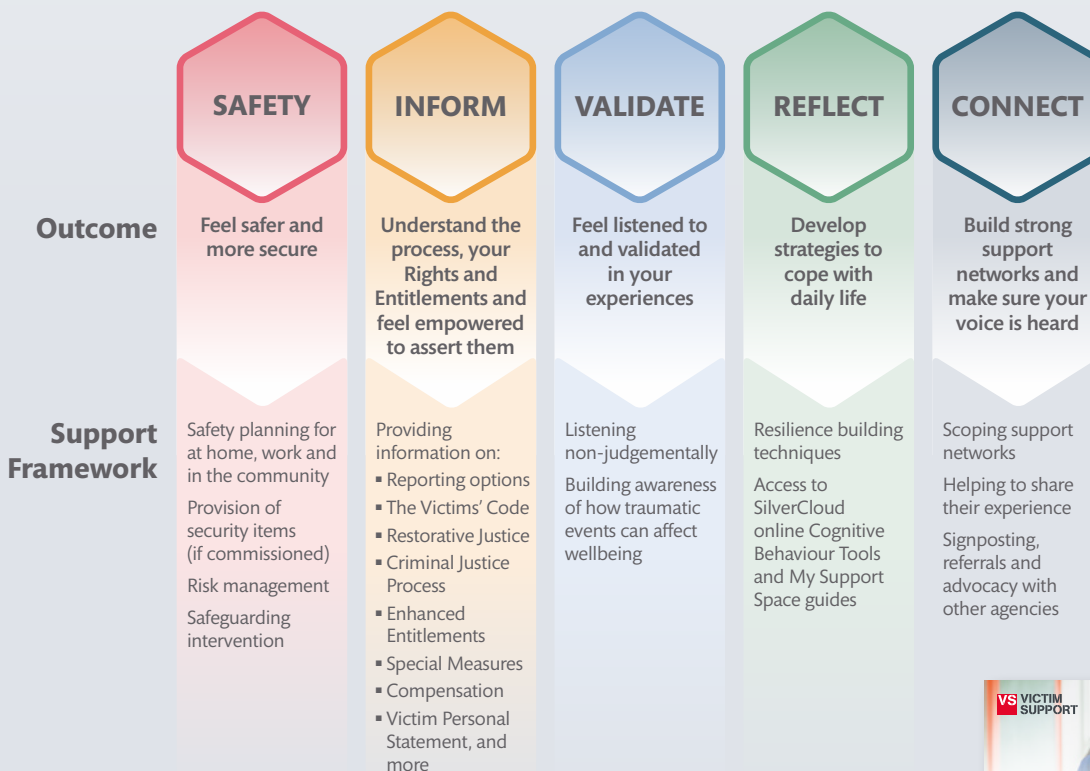 SAFETY
INFORM
VALIDATE
REFLECT
CONNECT
Outcome
Feel safer and
more secure
Understand the
process, your
Rights and
Entitlements and
feel empowered
to assert them
Feel listened to
and validated
in your
experiences
Develop
strategies to
cope with
daily life
Build strong
support
networks and
make sure your
voice is heard
Support
Framework
Safety planning for
at home, work and
in the community
Provision of
security items
(if commissioned)
Risk management
Safeguarding
intervention
Providing
information on:
▪ Reporting options
▪ The Victims’ Code
▪ Restorative Justice
▪ Criminal Justice
Process
▪ Enhanced
Entitlements
▪ Special Measures
▪ Compensation
▪ Victim Personal
Statement, and
more
Listening
non-judgementally
Building awareness
of how traumatic
events can affect
wellbeing
Resilience building
techniques
Access to
SilverCloud
online Cognitive
Behaviour Tools
and My Support
Space guides
Scoping support
networks
Helping to share
their experience
Signposting,
referrals and
advocacy with
other agencies
VS VICTIM
SUPPORT